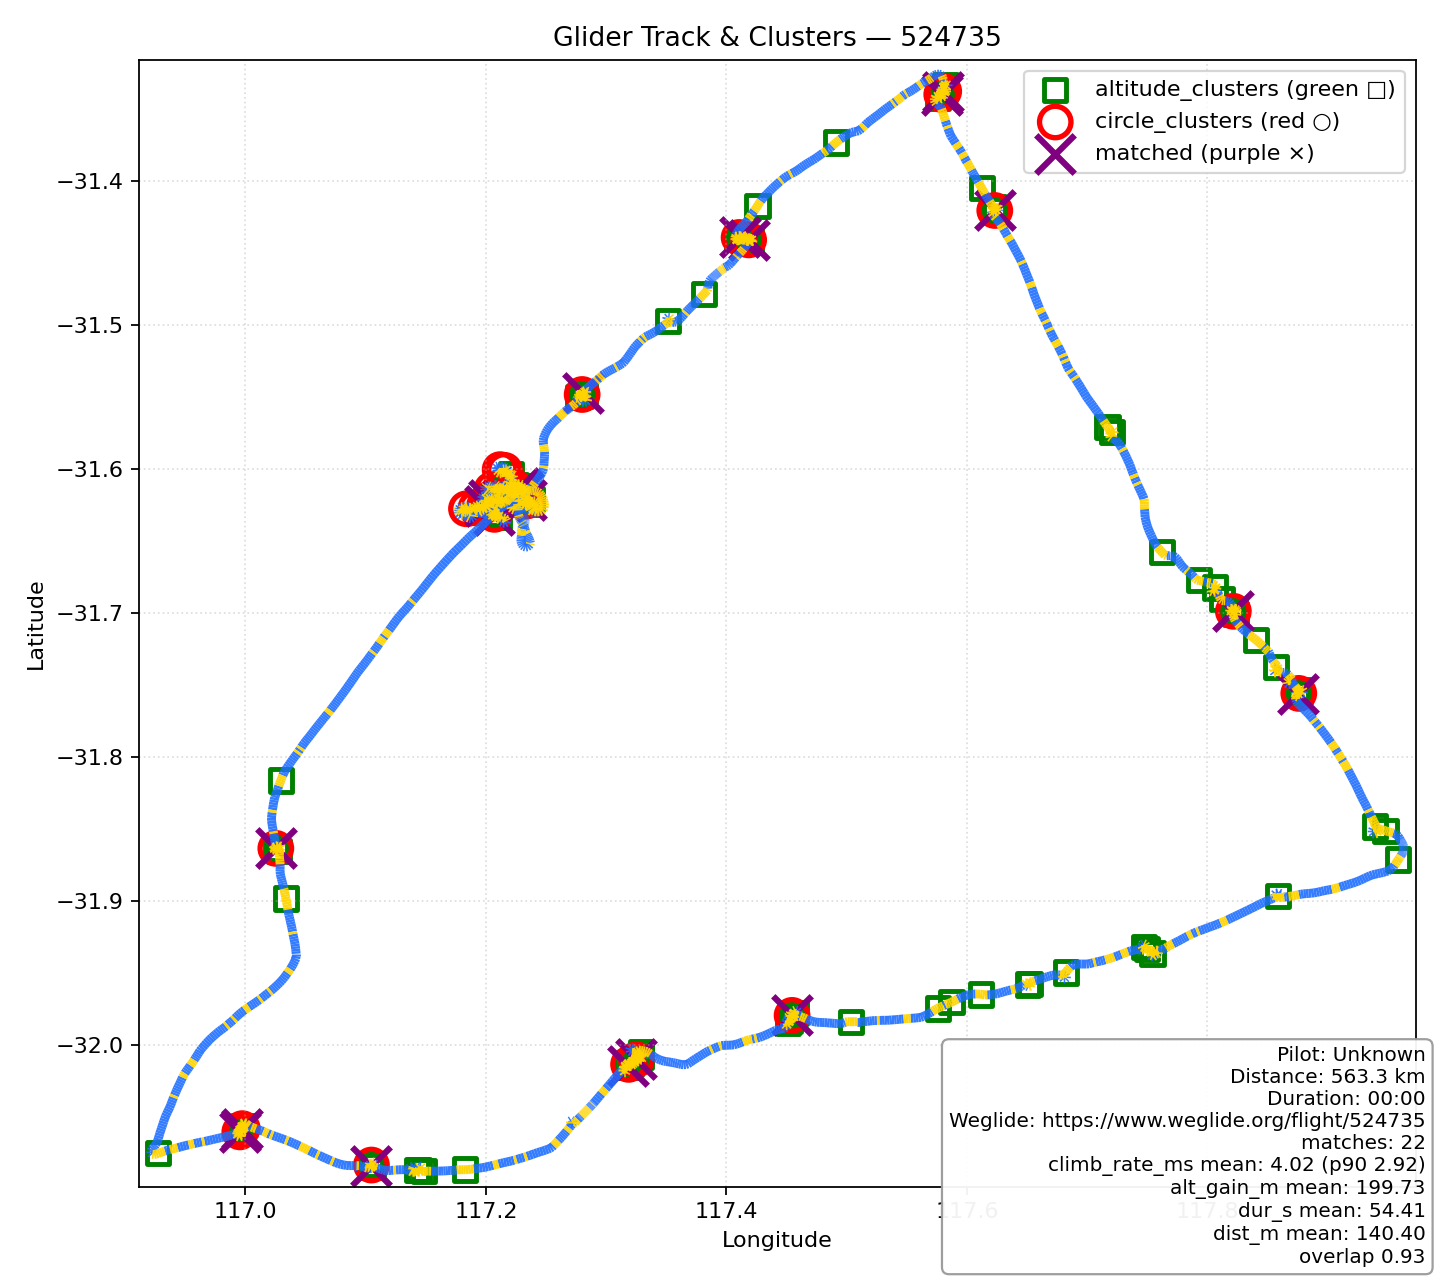 Glider Track & Clusters — 524735
altitude_clusters (green □)
circle_clusters (red ○)
matched (purple ×)
−31.4
−31.5
−31.6
−31.7
−31.8
−31.9
−32.0
Latitude
117.0
117.2
117.4
117.6
117.8
Longitude
Pilot: Unknown
Distance: 563.3 km
Duration: 00:00
Weglide: https://www.weglide.org/flight/524735
matches: 22
climb_rate_ms mean: 4.02 (p90 2.92)
alt_gain_m mean: 199.73
dur_s mean: 54.41
dist_m mean: 140.40
overlap 0.93